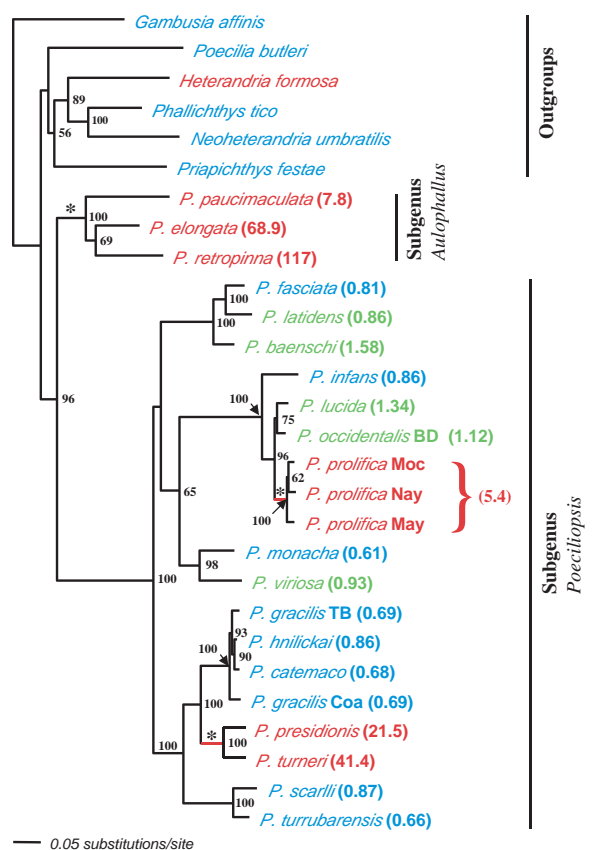 Gambusia affinis
Poecilia butleri
Heterandria formosa
89
Phallichthys tico
100
56
Neoheterandria umbratilis
Priapichthys festae
Outgroups
P. paucimaculata (7.8)
*
100
P. elongata (68.9)
69
P. retropinna (117)
Subgenus
Aulophallus
P. fasciata (0.81)
100
P. latidens (0.86)
100
P. baenschi (1.58)
P. infans (0.86)
100
96
P. lucida (1.34)
75
P. occidentalis BD (1.12)
96
P. prolifica Moc
62
65
*
P. prolifica Nay
} (5.4)
100
P. prolifica May
P. monacha (0.61)
98
100
P. viriosa (0.93)
Subgenus
Poeciliopsis
P. gracilis TB (0.69)
93
100
P. hnilickai (0.86)
90
P. catemaco (0.68)
100
P. gracilis Coa (0.69)
P. presidionis (21.5)
*
100
100
P. turneri (41.4)
P. scarlli (0.87)
100
P. turrubarensis (0.66)
0.05 substitutions/site